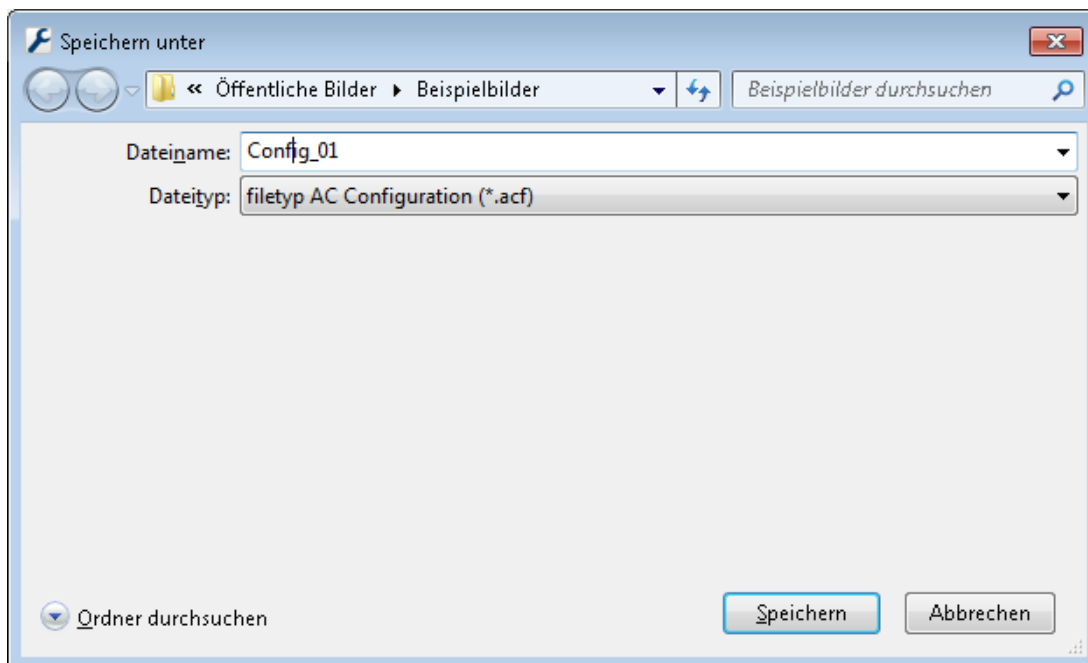 Speichern unter
« Öffentliche Bilder ▸ Beispielbilder
Beispielbilder durchsuchen
Dateiname: Config_01
Dateityp: filetyp AC Configuration (*.acf)
Ordner durchsuchen
Speichern
Abbrechen